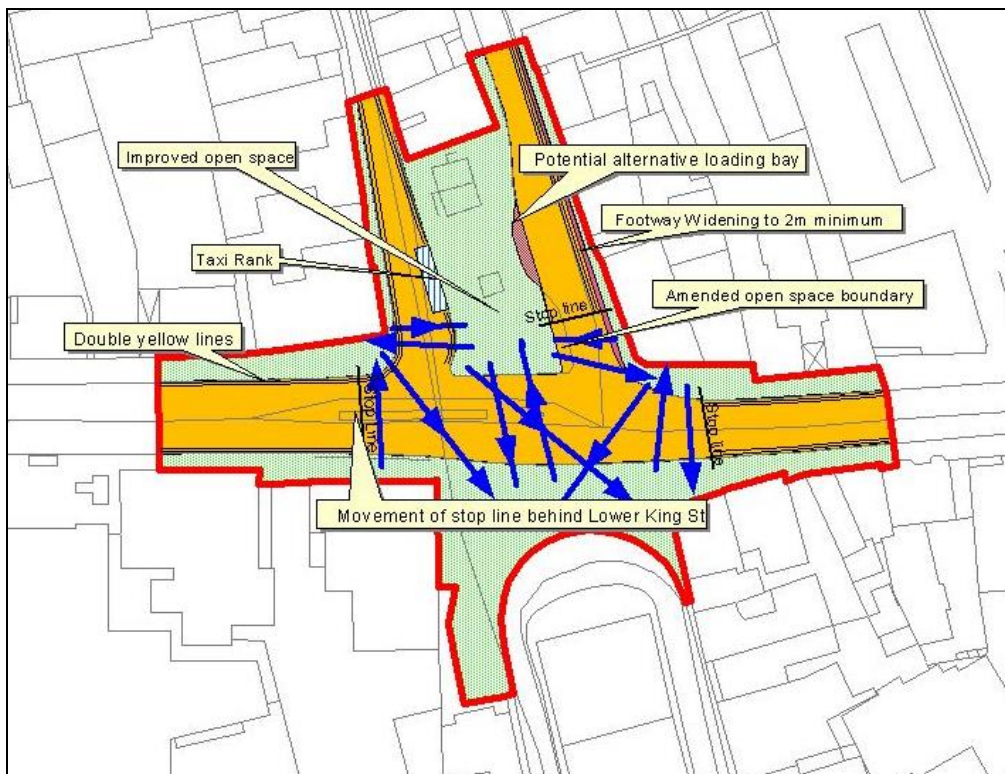 Improved open space
Potential alternative loading bay
Footway Widening to 2m minimum
Taxi Rank
Amended open space boundary
Stop line
Double yellow lines
Stop Line
Stop line
Movement of stop line behind Lower King St